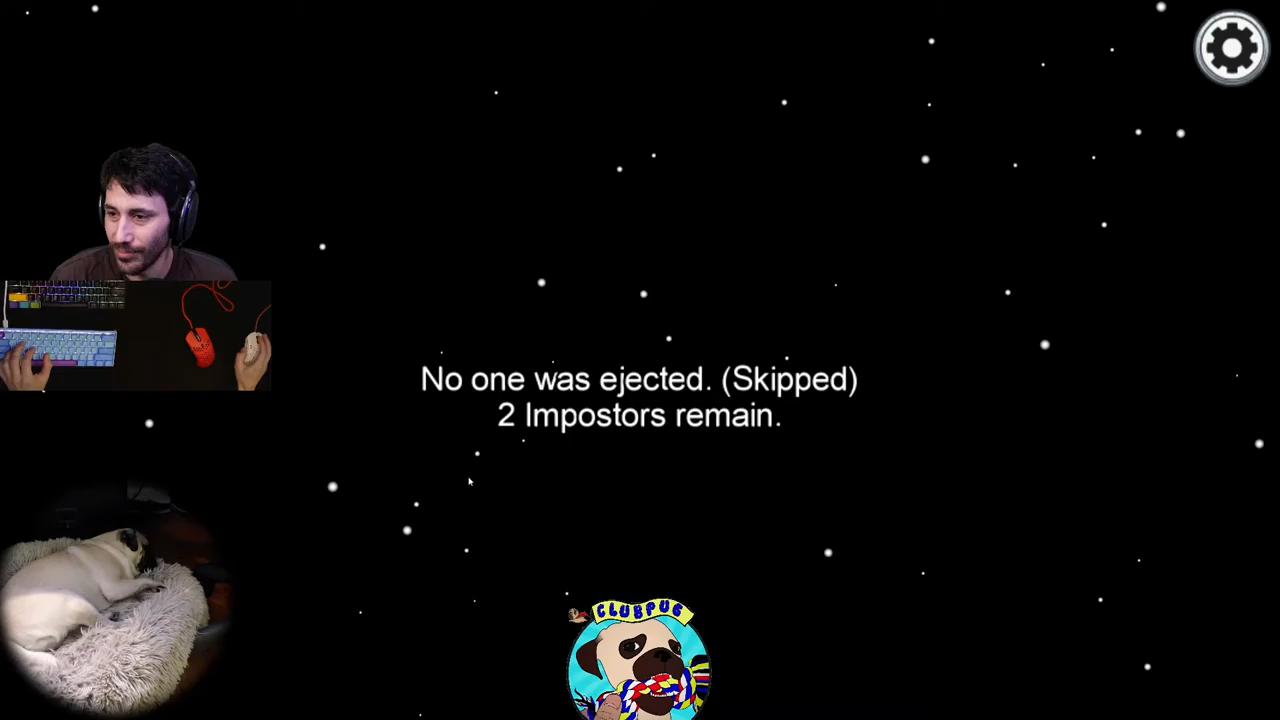 No one was ejected. (Skipped)
2 Impostors remain.
CLUBPUG